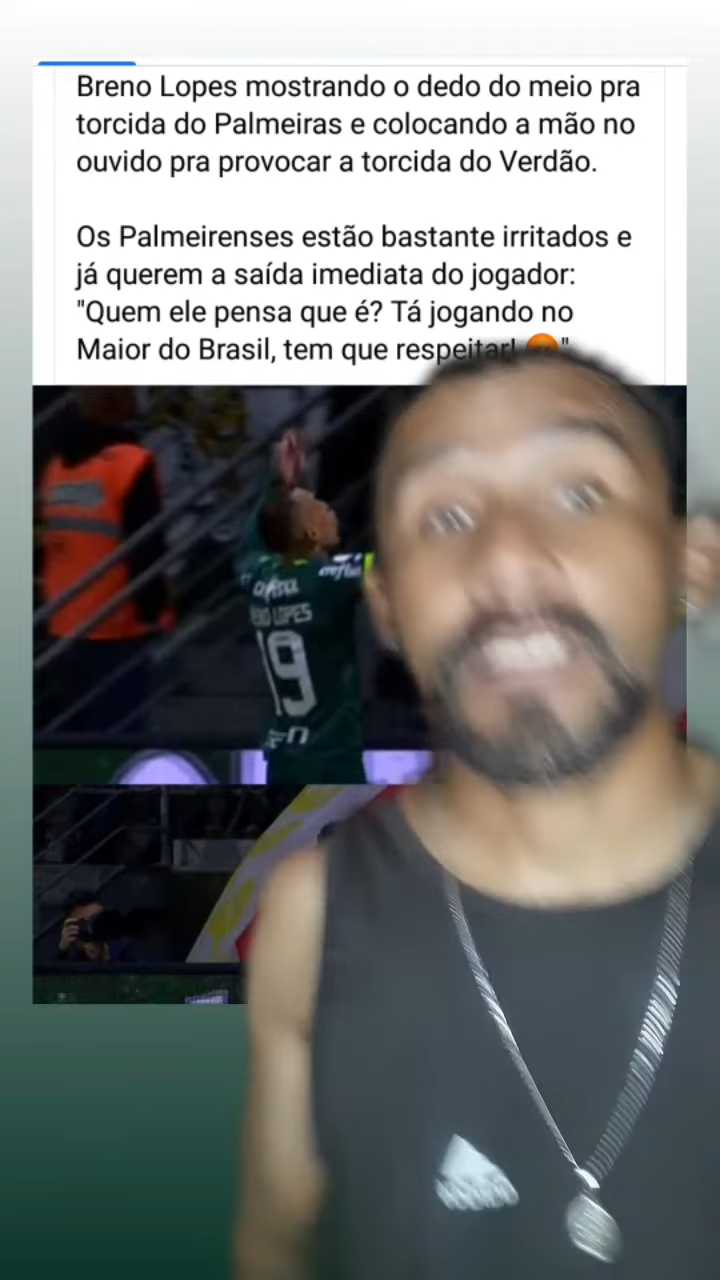 Breno Lopes mostrando o dedo do meio pra
torcida do Palmeiras e colocando a mão no
ouvido pra provocar a torcida do Verdão.
Os Palmeirenses estão bastante irritados e
já querem a saída imediata do jogador:
"Quem ele pensa que é? Tá jogando no
Maior do Brasil, tem que respeitar! 😡"
LOPES
19